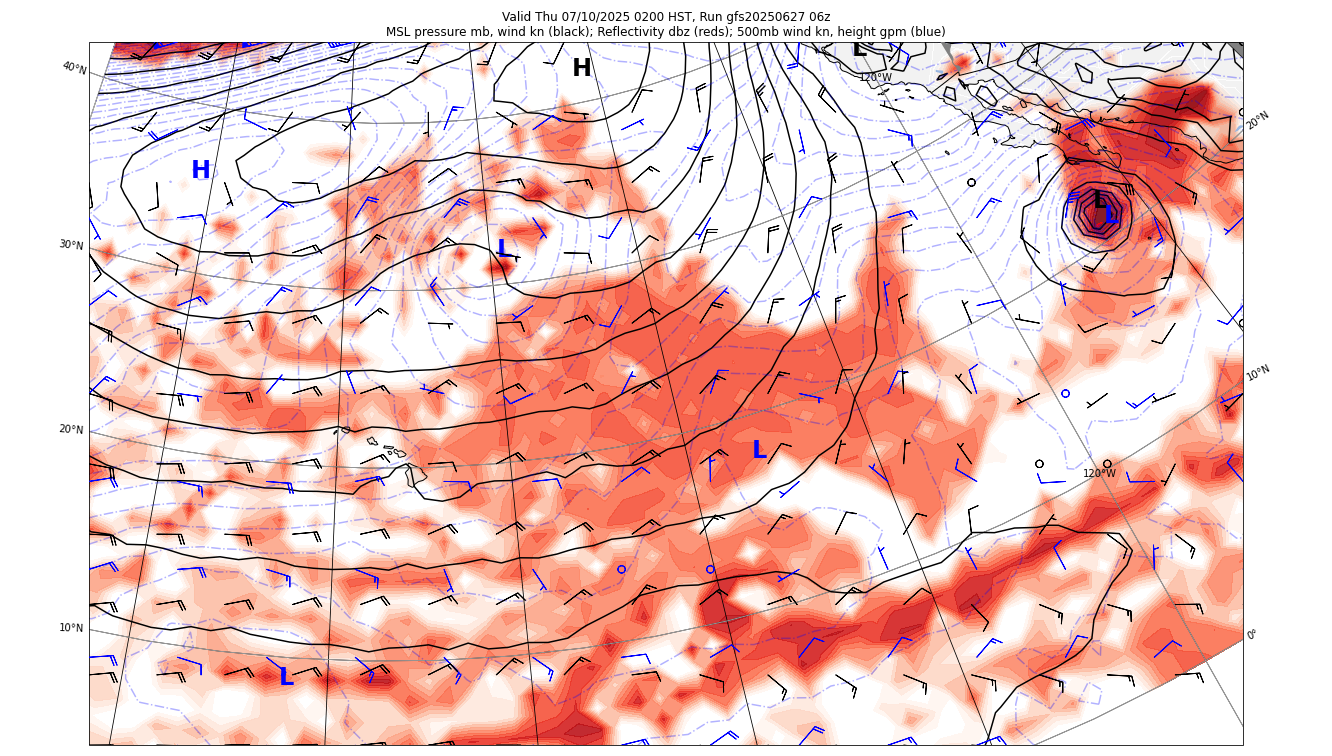 Valid Thu 07/10/2025 0200 HST, Run gfs20250627 06z
MSL pressure mb, wind kn (black); Reflectivity dbz (reds); 500mb wind kn, height gpm (blue)
L
H
40°N
120°W
20°N
H
L
L
30°N
L
10°N
20°N
L
120°W
10°N
0°
L